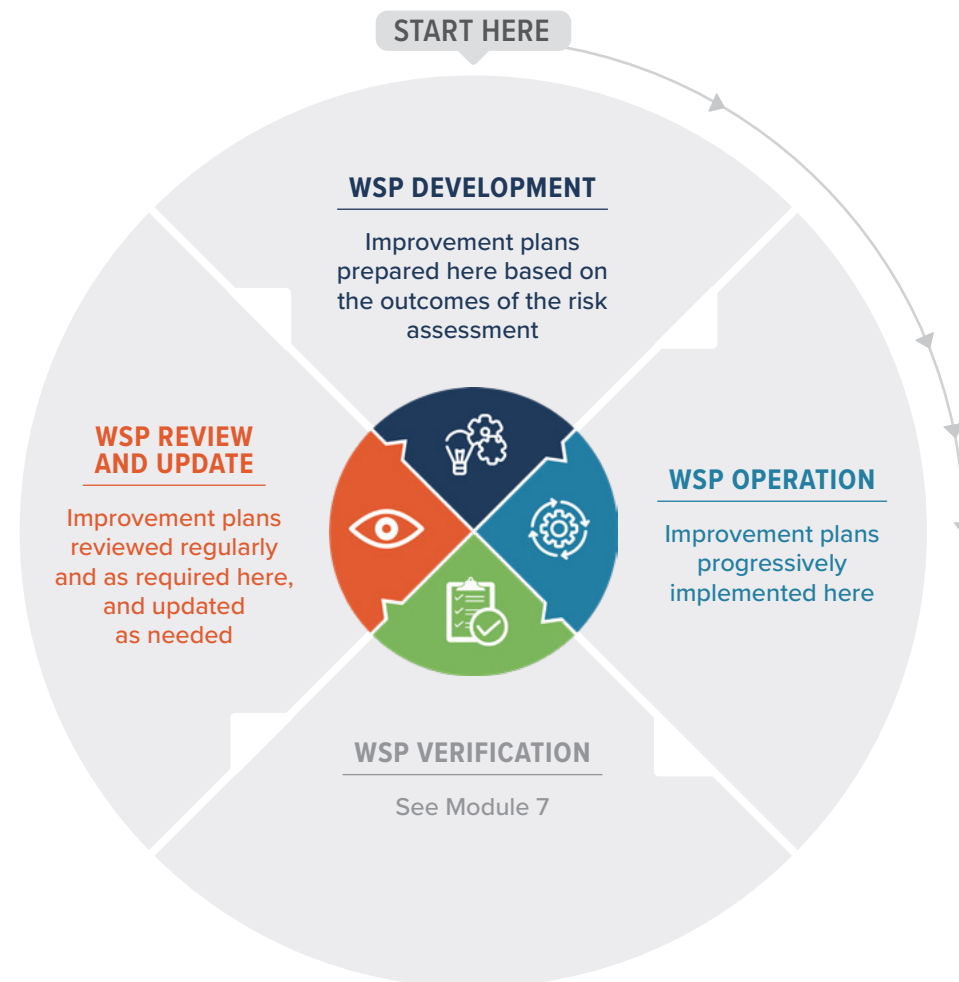 START HERE
WSP DEVELOPMENT
Improvement plans
prepared here based on
the outcomes of the risk
assessment
WSP OPERATION
Improvement plans
progressively
implemented here
WSP VERIFICATION
See Module 7
WSP REVIEW
AND UPDATE
Improvement plans
reviewed regularly
and as required here,
and updated
as needed